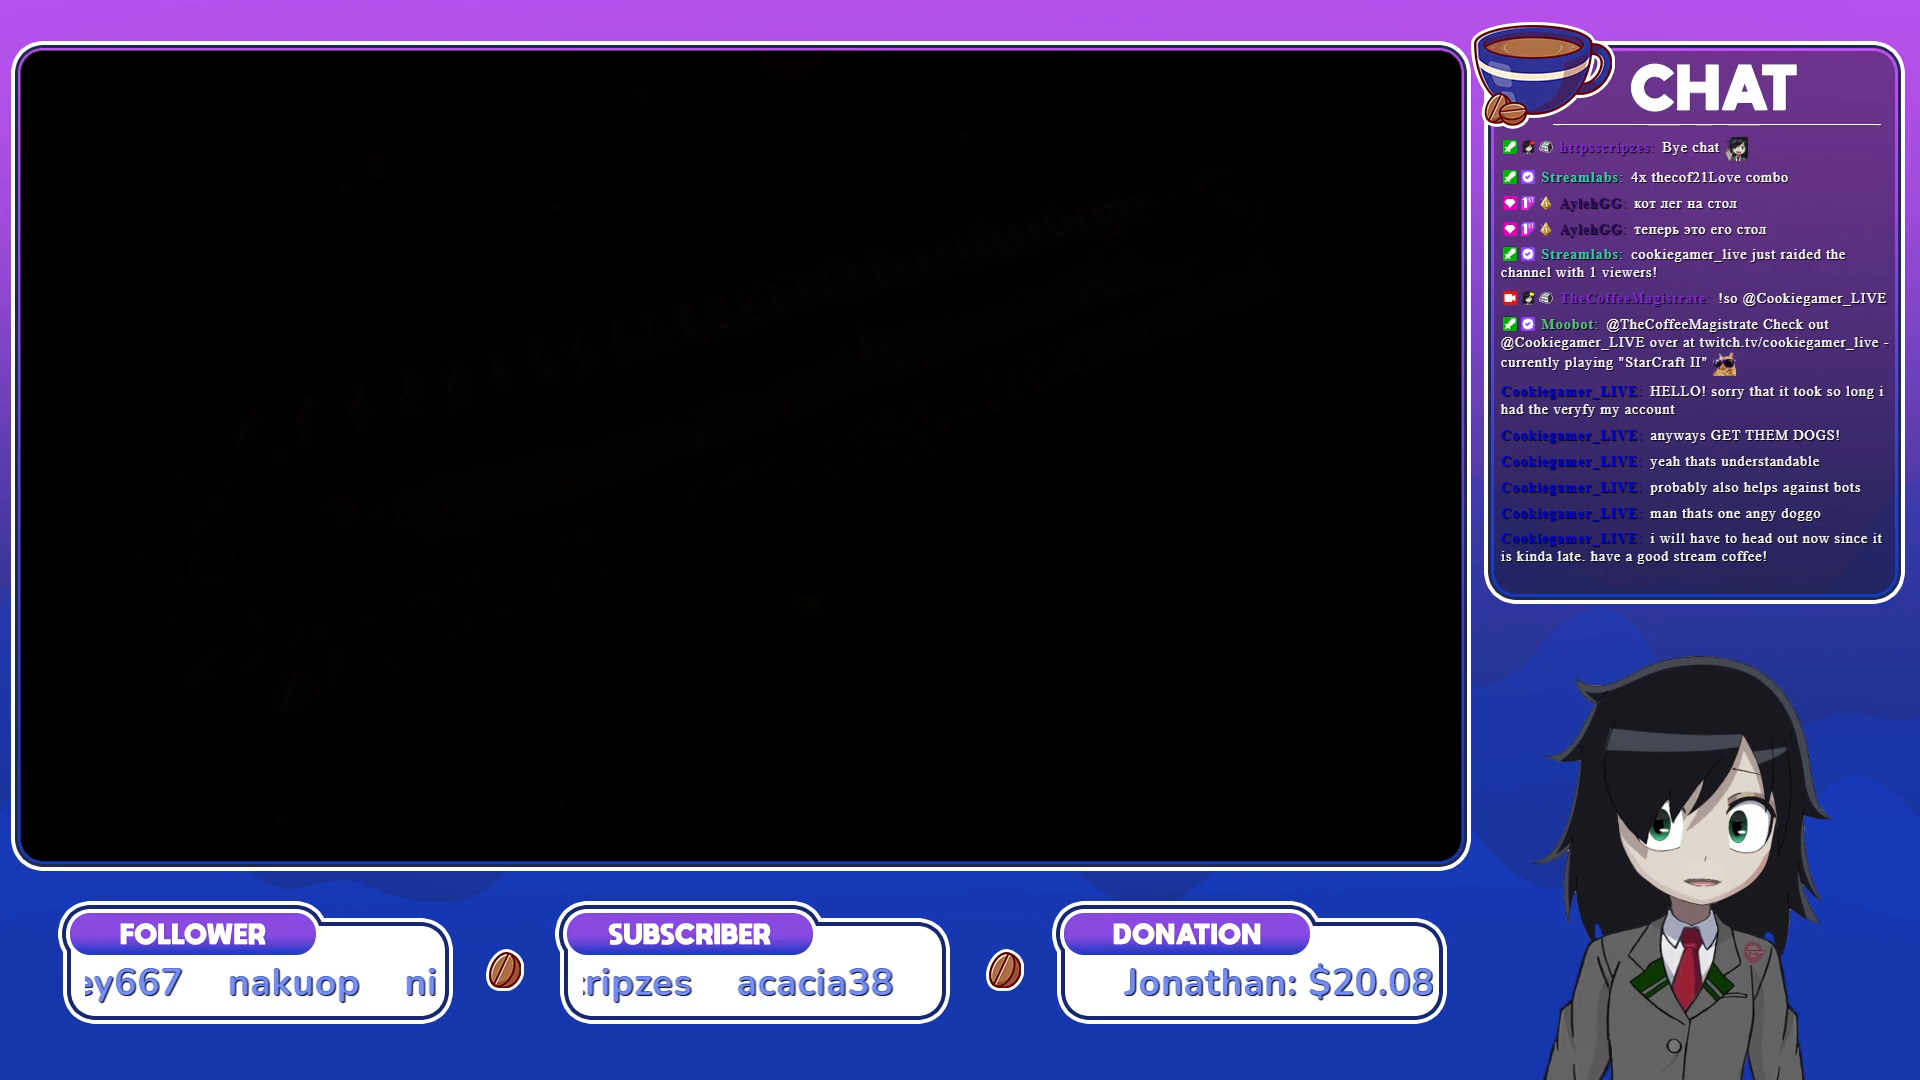 CHAT
httpsscripzes: Bye chat
Streamlabs: 4x thecof21Love combo
AylehGG: кот лег на стол
AylehGG: теперь это его стол
Streamlabs: cookiegamer_live just raided the
channel with 1 viewers!
TheCoffeeMagistrate: !so @Cookiegamer_LIVE
Moobot: @TheCoffeeMagistrate Check out
@Cookiegamer_LIVE over at twitch.tv/cookiegamer_live -
currently playing "StarCraft II"
Cookiegamer_LIVE: HELLO! sorry that it took so long i
had the veryfy my account
Cookiegamer_LIVE: anyways GET THEM DOGS!
Cookiegamer_LIVE: yeah thats understandable
Cookiegamer_LIVE: probably also helps against bots
Cookiegamer_LIVE: man thats one angy doggo
Cookiegamer_LIVE: i will have to head out now since it
is kinda late. have a good stream coffee!
FOLLOWER
ey667 nakuop ni
SUBSCRIBER
ripzes acacia38
DONATION
Jonathan: $20.08